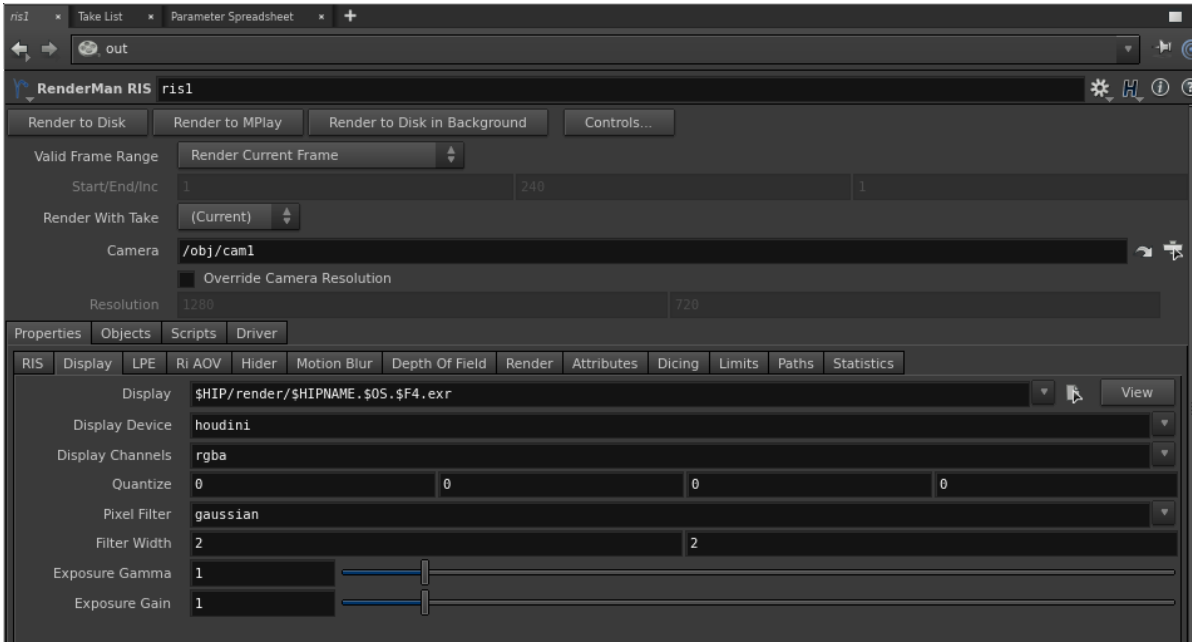 ris1 × Take List × Parameter Spreadsheet × +
out
RenderMan RIS ris1
Render to Disk Render to MPlay Render to Disk in Background Controls...
Valid Frame Range Render Current Frame
Start/End/Inc 1 240 1
Render With Take (Current)
Camera /obj/cam1
Override Camera Resolution
Resolution 1280 720
Properties Objects Scripts Driver
RIS Display LPE Ri AOV Hider Motion Blur Depth Of Field Render Attributes Dicing Limits Paths Statistics
Display $HIP/render/$HIPNAME.$OS.$F4.exr View
Display Device houdini
Display Channels rgba
Quantize 0 0 0 0
Pixel Filter gaussian
Filter Width 2 2
Exposure Gamma 1
Exposure Gain 1